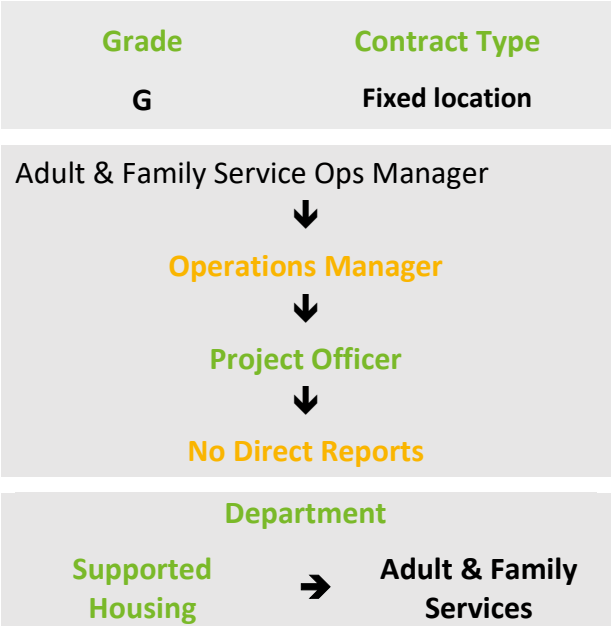 Grade Contract Type
G Fixed location
Adult & Family Service Ops Manager
🡻
Operations Manager
🡻
Project Officer
🡻
No Direct Reports
Department
Supported 🡺 Adult & Family
Housing Services